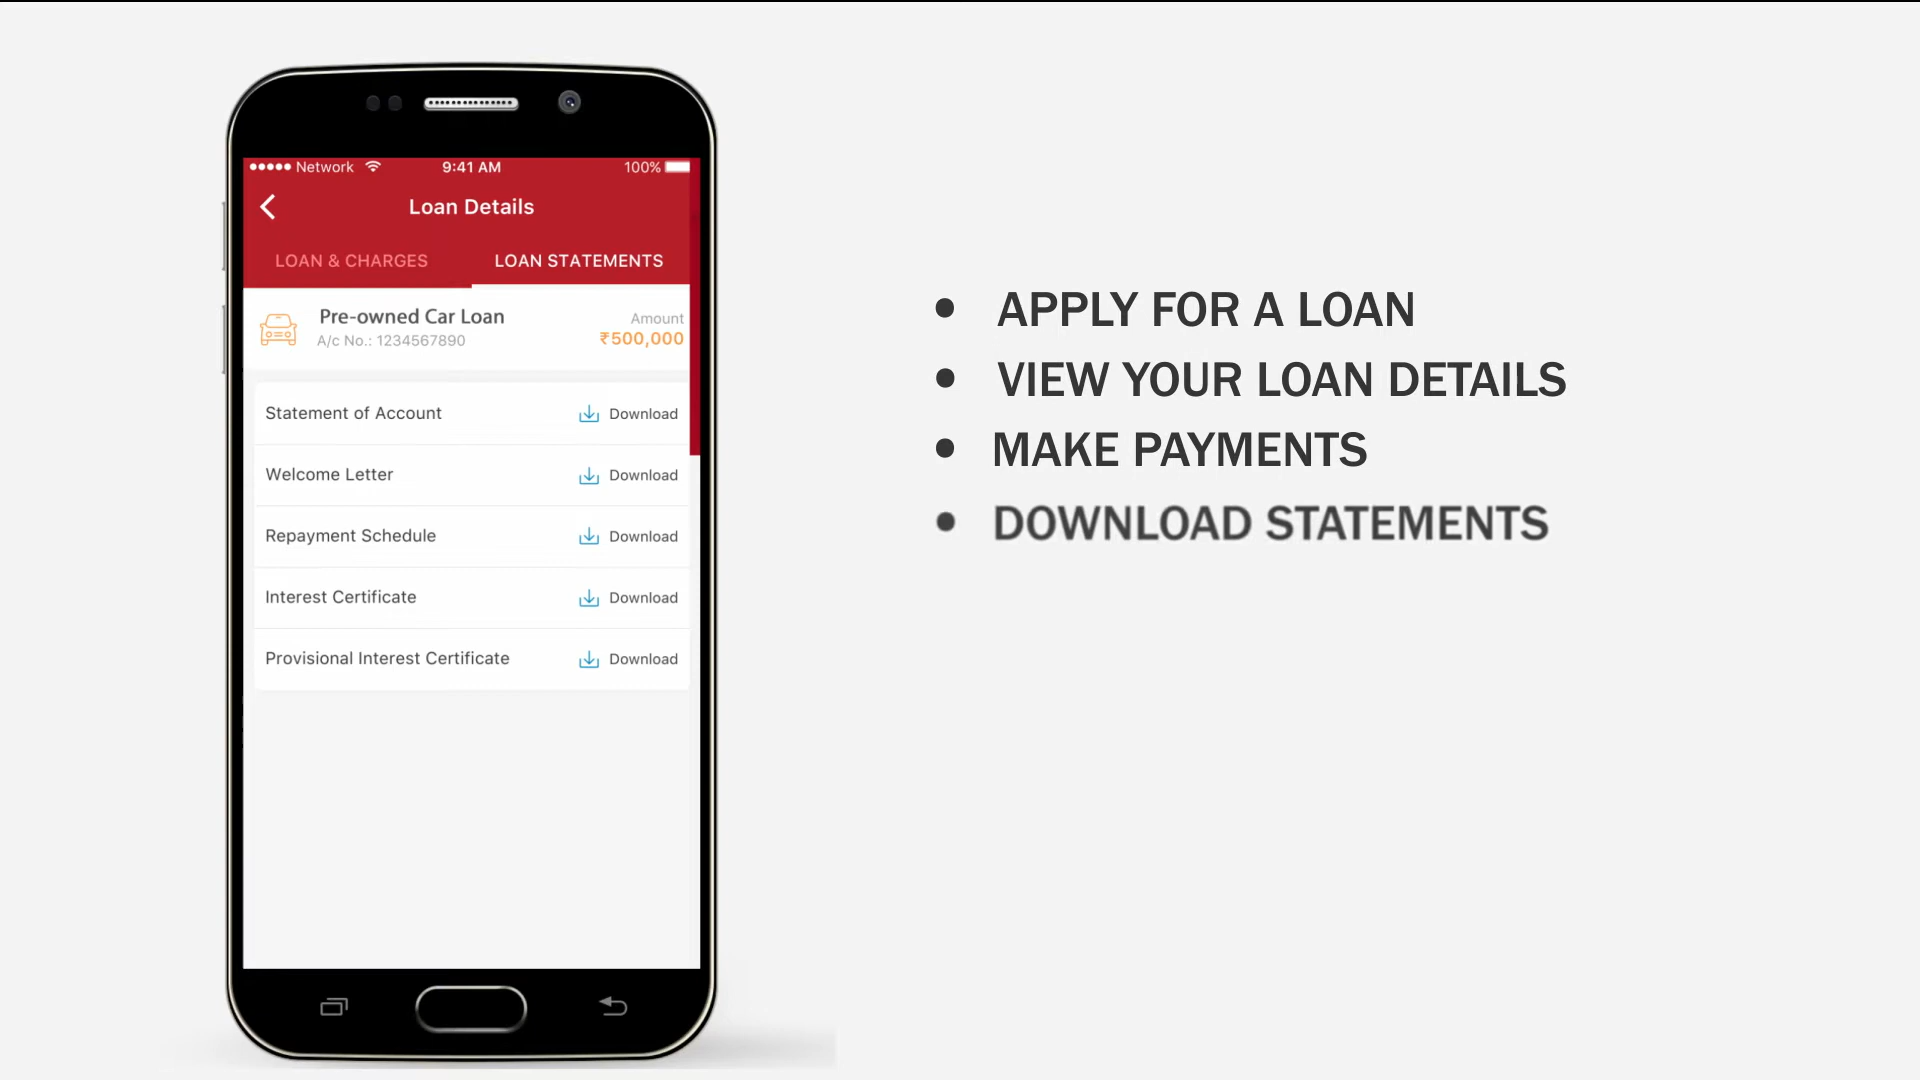 Network 9:41 AM 100%
Loan Details
LOAN & CHARGES LOAN STATEMENTS
Pre-owned Car Loan Amount
A/c No.: 1234567890 ₹500,000
Statement of Account Download
Welcome Letter Download
Repayment Schedule Download
Interest Certificate Download
Provisional Interest Certificate Download
• APPLY FOR A LOAN
• VIEW YOUR LOAN DETAILS
• MAKE PAYMENTS
• DOWNLOAD STATEMENTS